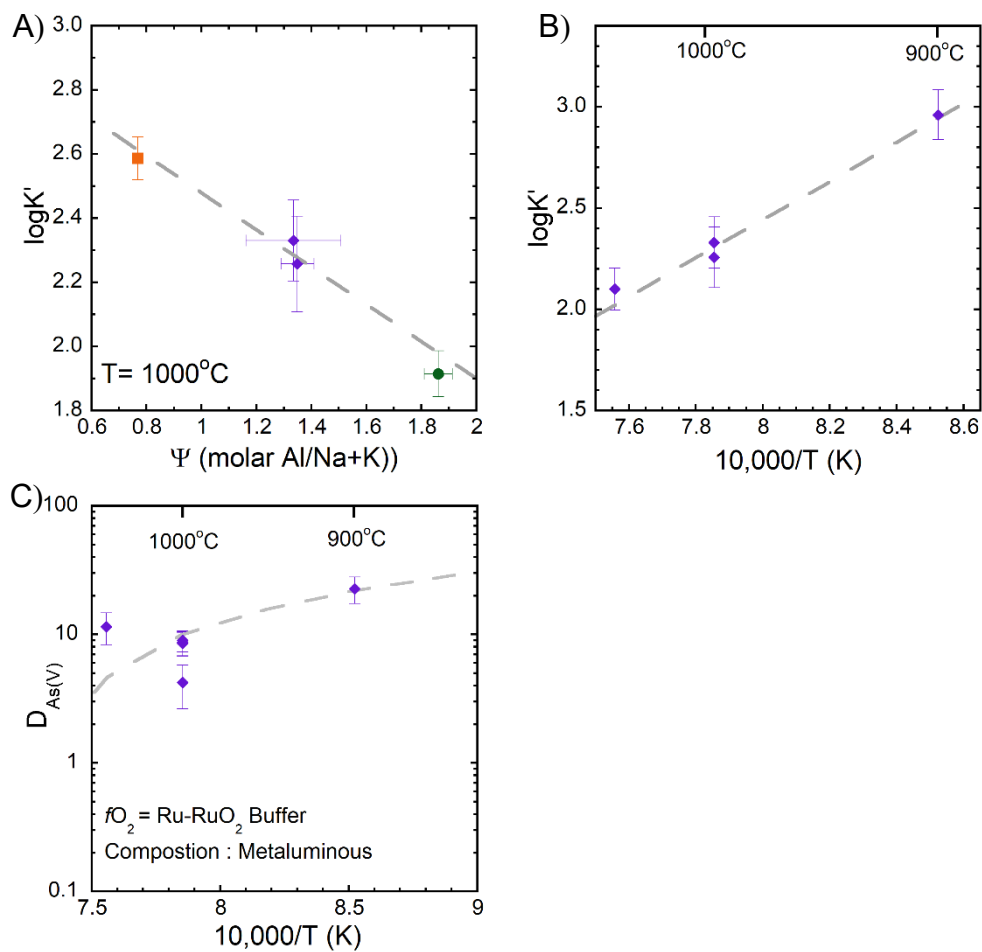 A)
3.0
2.8
2.6
2.4
2.2
2.0
1.8
logK'
T= 1000°C
0.6 0.8 1 1.2 1.4 1.6 1.8 2
Ψ (molar Al/Na+K))
B)
1000°C 900°C
3.0
2.5
2.0
1.5
logK'
7.6 7.8 8 8.2 8.4 8.6
10,000/T (K)
C)
100
1000°C 900°C
10
1
0.1
D_As(V)
fO₂ = Ru-RuO₂ Buffer
Compostion : Metaluminous
7.5 8 8.5 9
10,000/T (K)